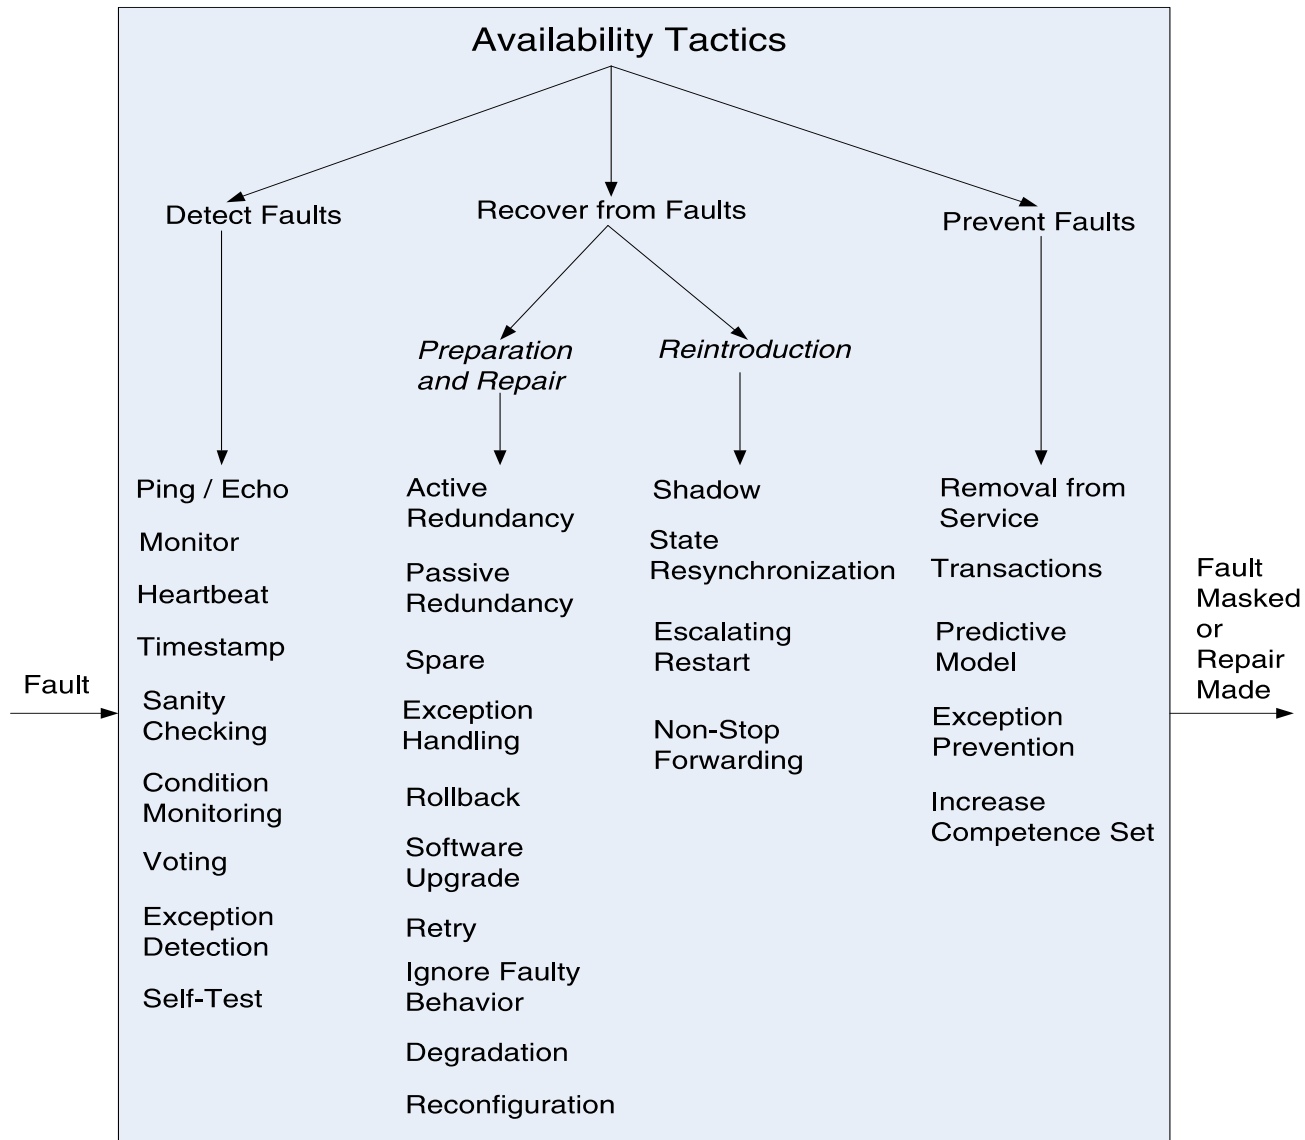 Availability Tactics
Detect Faults
Recover from Faults
Prevent Faults
Preparation
and Repair
Reintroduction
Ping / Echo
Monitor
Heartbeat
Timestamp
Sanity
Checking
Condition
Monitoring
Voting
Exception
Detection
Self-Test
Active
Redundancy
Passive
Redundancy
Spare
Exception
Handling
Rollback
Software
Upgrade
Retry
Ignore Faulty
Behavior
Degradation
Reconfiguration
Shadow
State
Resynchronization
Escalating
Restart
Non-Stop
Forwarding
Removal from
Service
Transactions
Predictive
Model
Exception
Prevention
Increase
Competence Set
Fault
Fault
Masked
or
Repair
Made